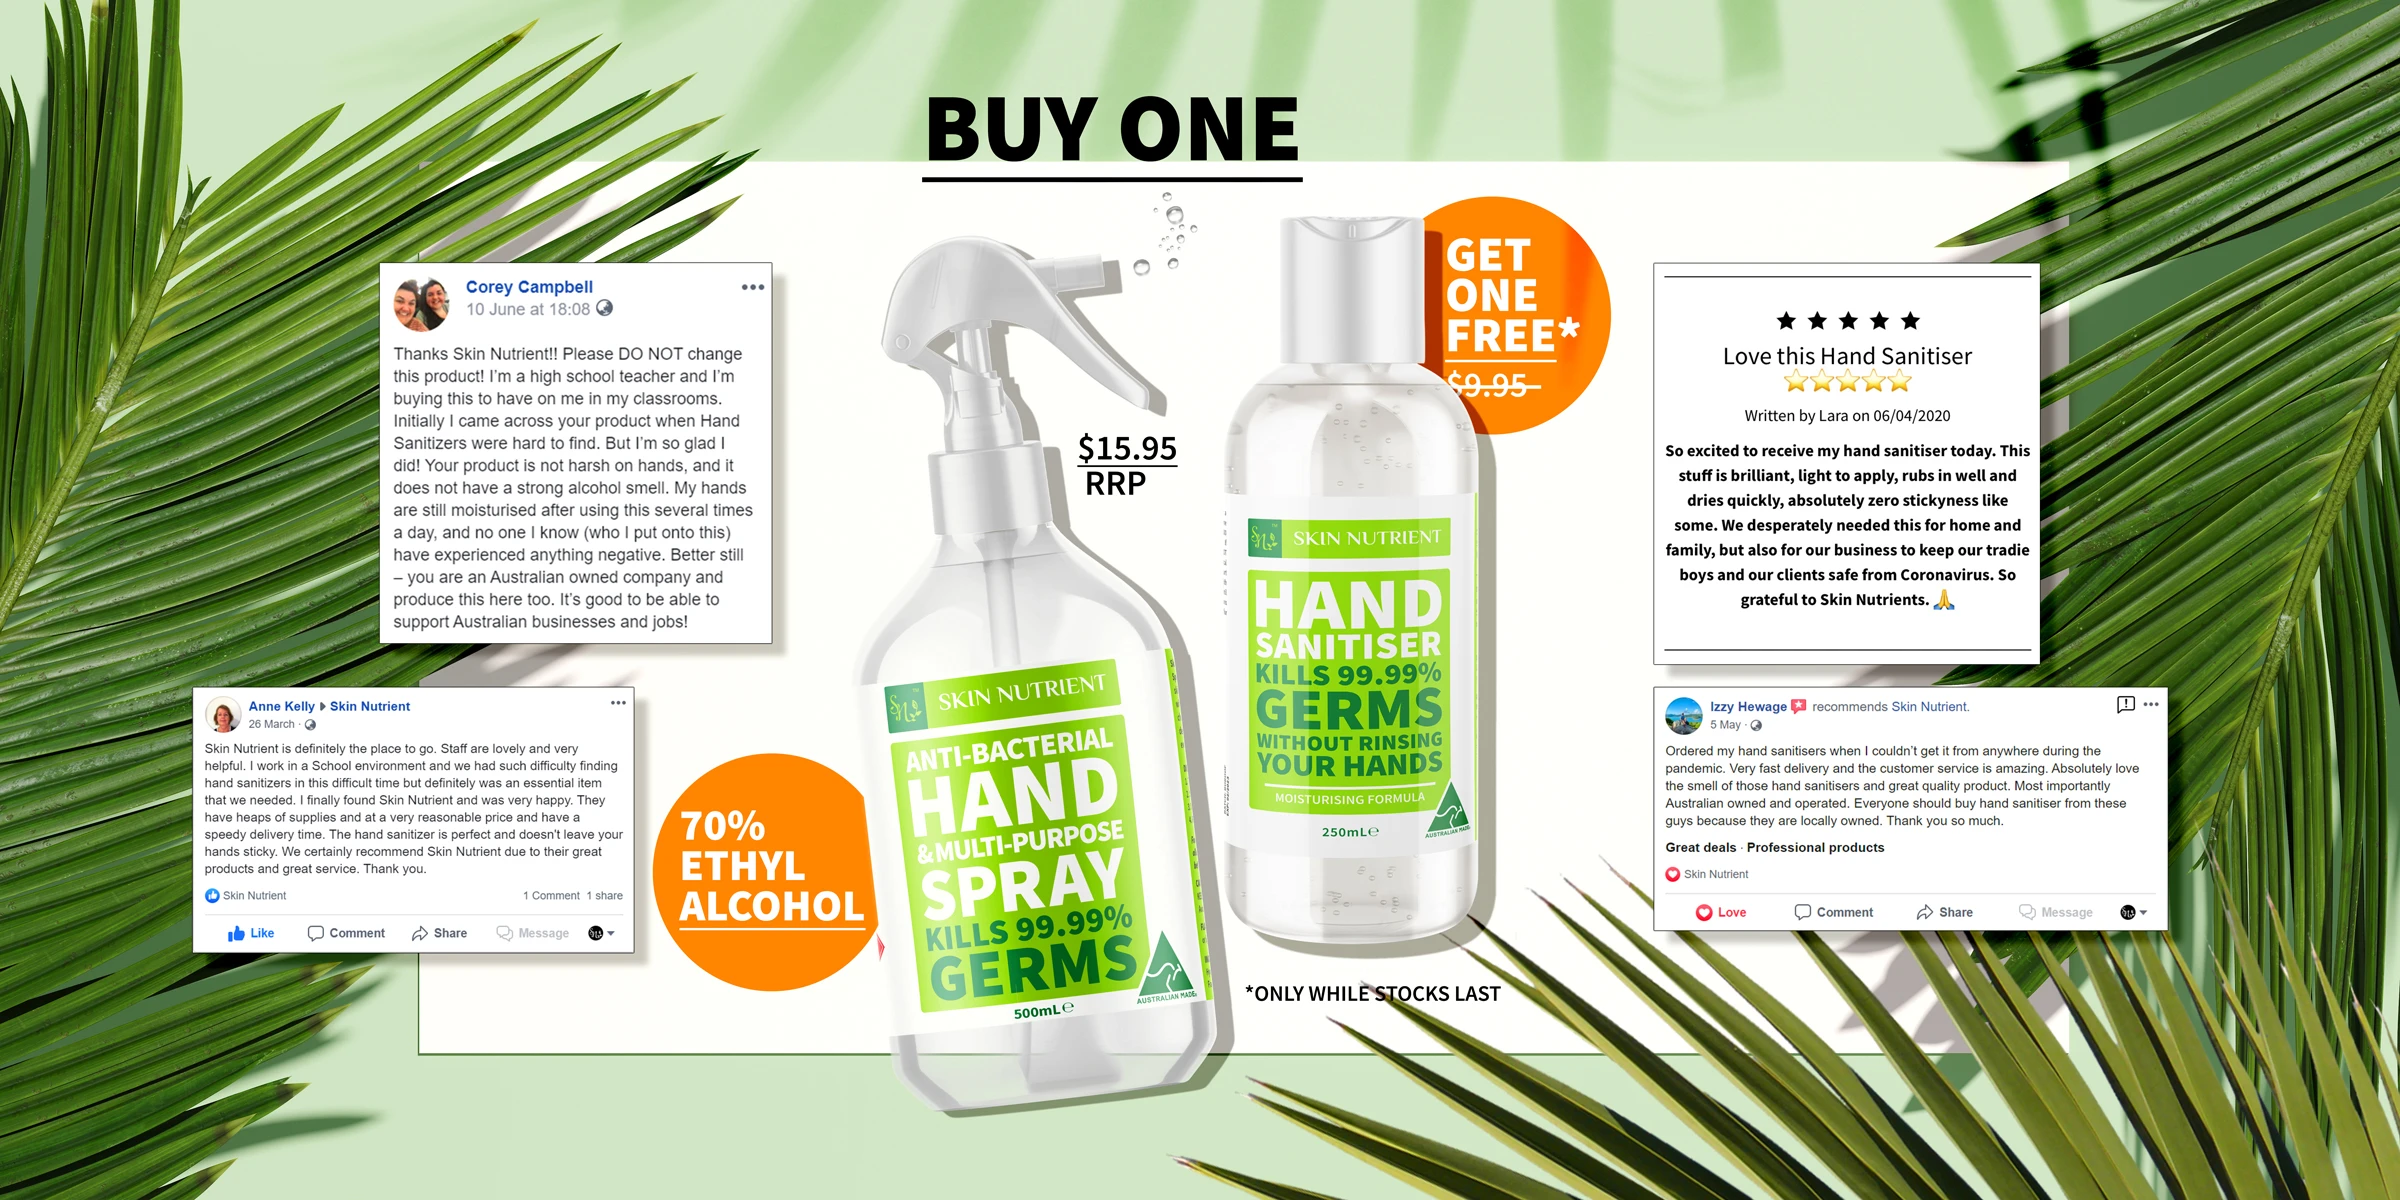 BUY ONE
GET
ONE
FREE*
$9.95
$15.95
RRP
70%
ETHYL
ALCOHOL
*ONLY WHILE STOCKS LAST
Corey Campbell
10 June at 18:08
Thanks Skin Nutrient!! Please DO NOT change
this product! I'm a high school teacher and I'm
buying this to have on me in my classrooms.
Initially I came across your product when Hand
Sanitizers were hard to find. But I'm so glad I
did! Your product is not harsh on hands, and it
does not have a strong alcohol smell. My hands
are still moisturised after using this several times
a day, and no one I know (who I put onto this)
have experienced anything negative. Better still
– you are an Australian owned company and
produce this here too. It's good to be able to
support Australian businesses and jobs!
Anne Kelly ▸ Skin Nutrient
26 March ·
Skin Nutrient is definitely the place to go. Staff are lovely and very
helpful. I work in a School environment and we had such difficulty finding
hand sanitizers in this difficult time but definitely was an essential item
that we needed. I finally found Skin Nutrient and was very happy. They
have heaps of supplies and at a very reasonable price and have a
speedy delivery time. The hand sanitizer is perfect and doesn't leave your
hands sticky. We certainly recommend Skin Nutrient due to their great
products and great service. Thank you.
Skin Nutrient 1 Comment 1 share
Like Comment Share Message
SN ™ SKIN NUTRIENT
ANTI-BACTERIAL
HAND
&MULTI-PURPOSE
SPRAY
KILLS 99.99%
GERMS
500mL℮
AUSTRALIAN MADE
SN ™ SKIN NUTRIENT
HAND
SANITISER
KILLS 99.99%
GERMS
WITHOUT RINSING
YOUR HANDS
MOISTURISING FORMULA
250mL℮
AUSTRALIAN MADE
★ ★ ★ ★ ★
Love this Hand Sanitiser
⭐⭐⭐⭐⭐
Written by Lara on 06/04/2020
So excited to receive my hand sanitiser today. This
stuff is brilliant, light to apply, rubs in well and
dries quickly, absolutely zero stickyness like
some. We desperately needed this for home and
family, but also for our business to keep our tradie
boys and our clients safe from Coronavirus. So
grateful to Skin Nutrients. 🙏
Izzy Hewage recommends Skin Nutrient.
5 May ·
Ordered my hand sanitisers when I couldn't get it from anywhere during the
pandemic. Very fast delivery and the customer service is amazing. Absolutely love
the smell of those hand sanitisers and great quality product. Most importantly
Australian owned and operated. Everyone should buy hand sanitiser from these
guys because they are locally owned. Thank you so much.
Great deals · Professional products
Skin Nutrient
Love Comment Share Message